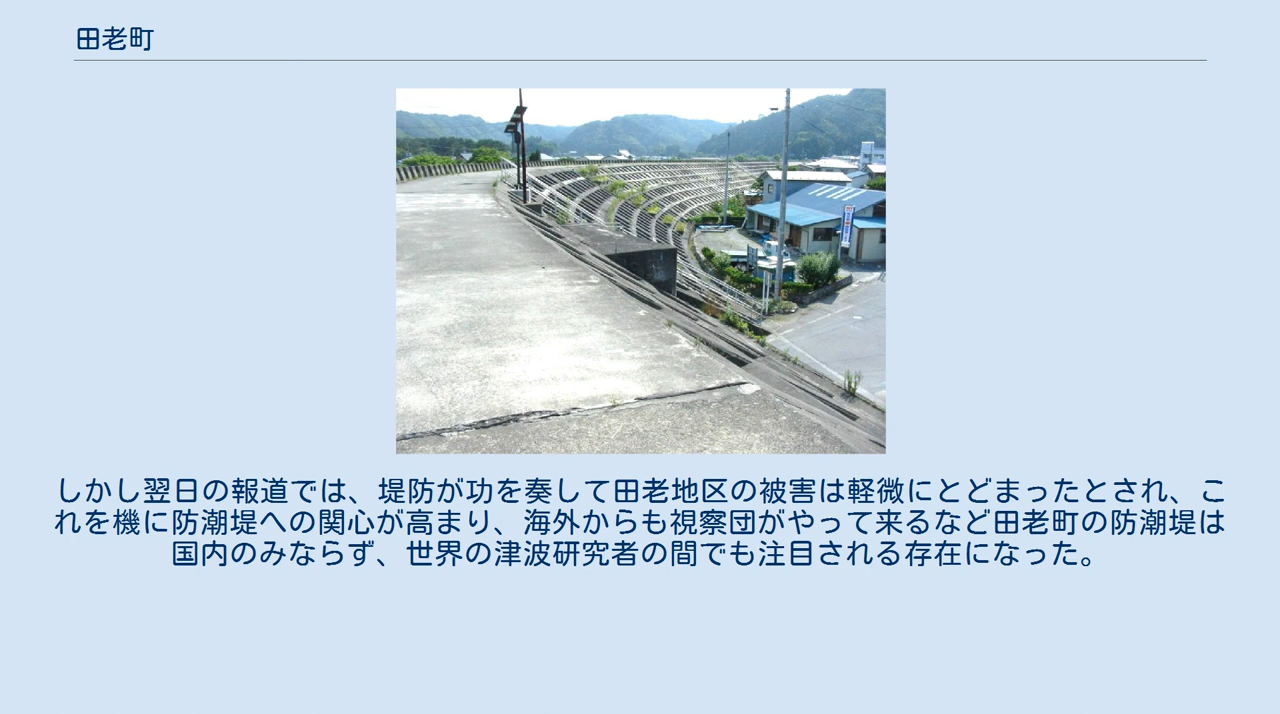 田老町
しかし翌日の報道では、堤防が功を奏して田老地区の被害は軽微にとどまったとされ、こ
れを機に防潮堤への関心が高まり、海外からも視察団がやって来るなど田老町の防潮堤は
国内のみならず、世界の津波研究者の間でも注目される存在になった。